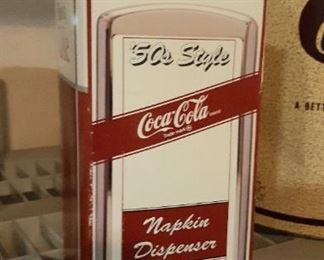 '50s Style
Coca-Cola
Trade-mark ®
Napkin
Dispenser
A BETT